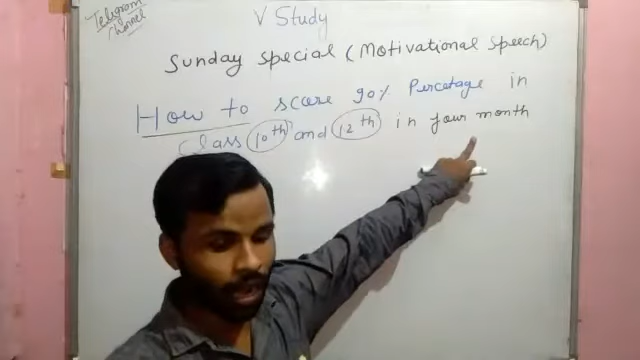 Telegram
channel
V Study
Sunday special (Motivational Speech)
How to score 90% Percetage in
Class 10th and 12th in four month